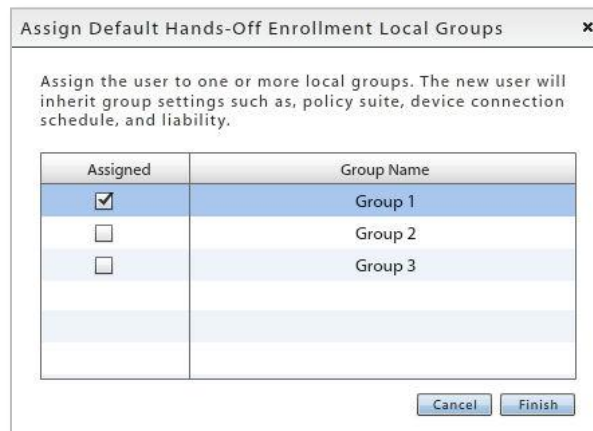 Assign Default Hands-Off Enrollment Local Groups ×
Assign the user to one or more local groups. The new user will
inherit group settings such as, policy suite, device connection
schedule, and liability.
Assigned Group Name
Group 1
Group 2
Group 3
Cancel Finish